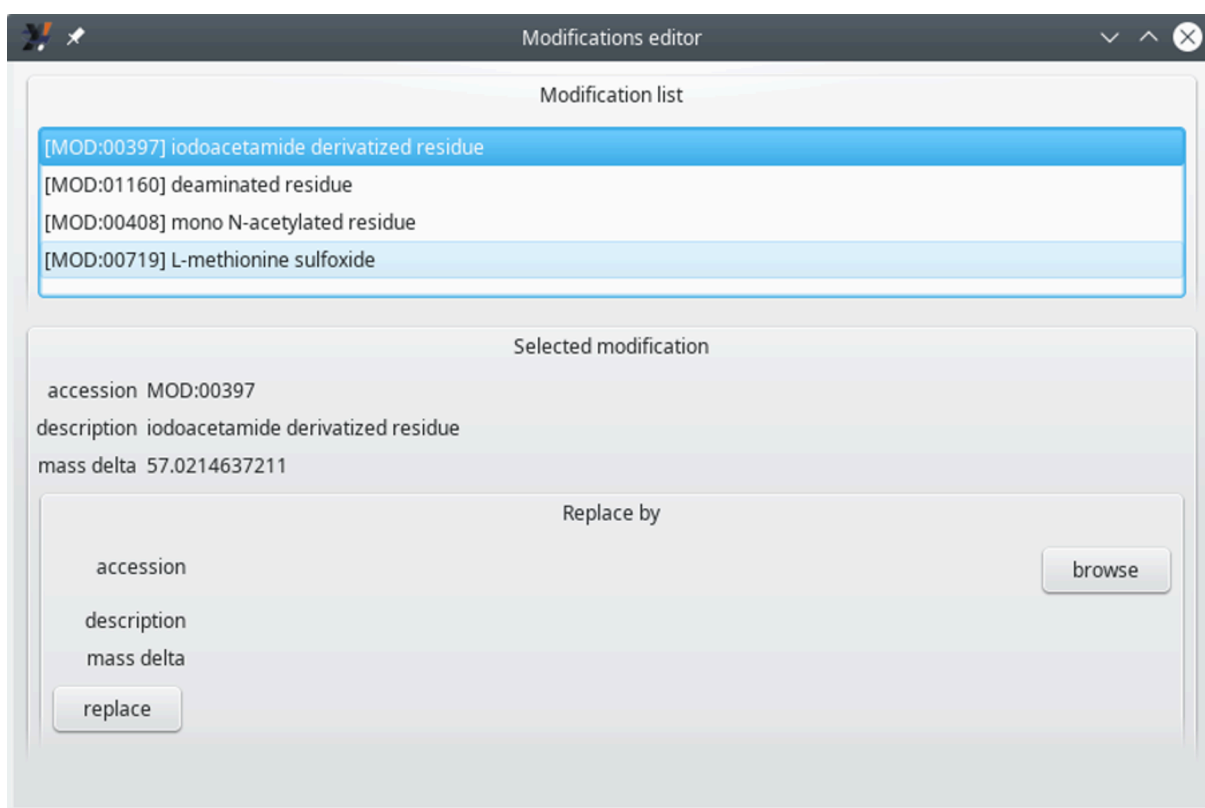 Modifications editor
Modification list
[MOD:00397] iodoacetamide derivatized residue
[MOD:01160] deaminated residue
[MOD:00408] mono N-acetylated residue
[MOD:00719] L-methionine sulfoxide
Selected modification
accession MOD:00397
description iodoacetamide derivatized residue
mass delta 57.0214637211
Replace by
accession browse
description
mass delta
replace